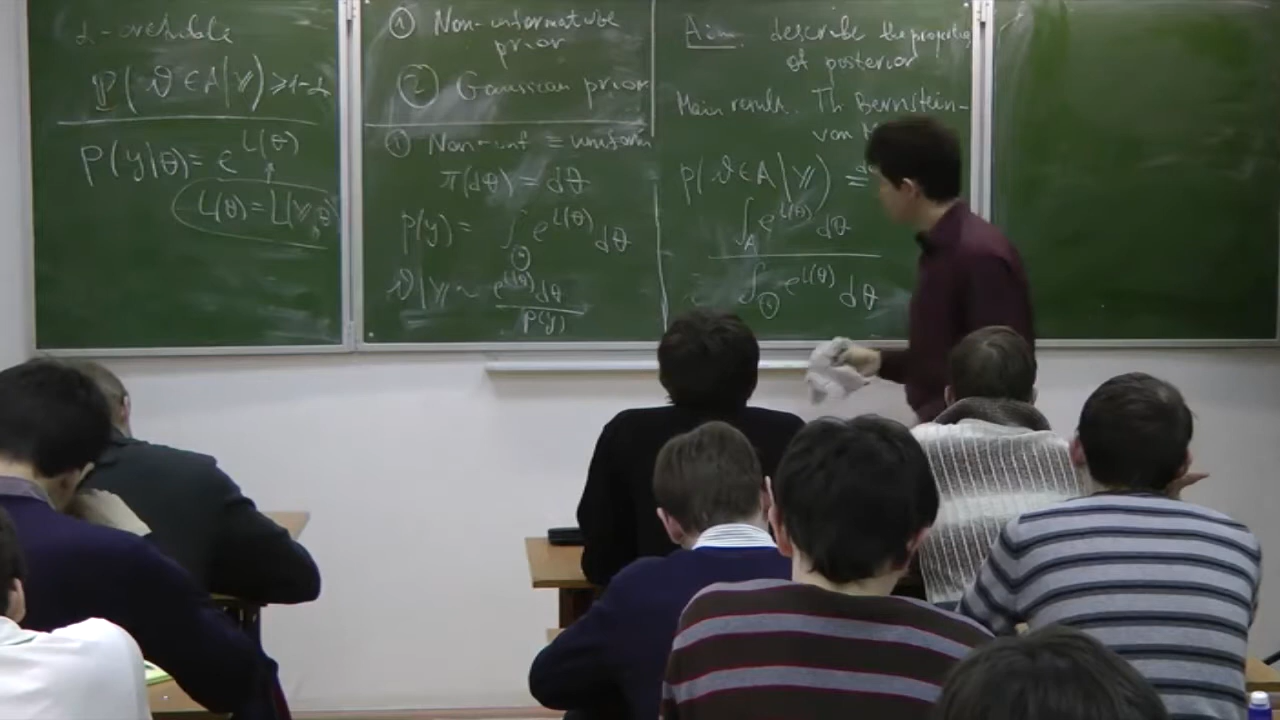 α-credible
P(ϑ∈A|Y)⩾1-α
p(y|θ)=e^{L(θ)}
L(θ)=L(Y,θ)
① Non-informative
prior
② Gaussian prior
① Non-inf = uniform
π(dθ)=dθ
p(y)= ∫_Θ e^{L(θ)}dθ
ϑ|Y ~ e^{L(θ)}dθ
p(y)
Aim. describe the properties
of posterior
Main result. Th Bernstein-
von
p(ϑ∈A|Y) =
∫_A e^{L(θ)}dθ
∫_Θ e^{L(θ)}dθ